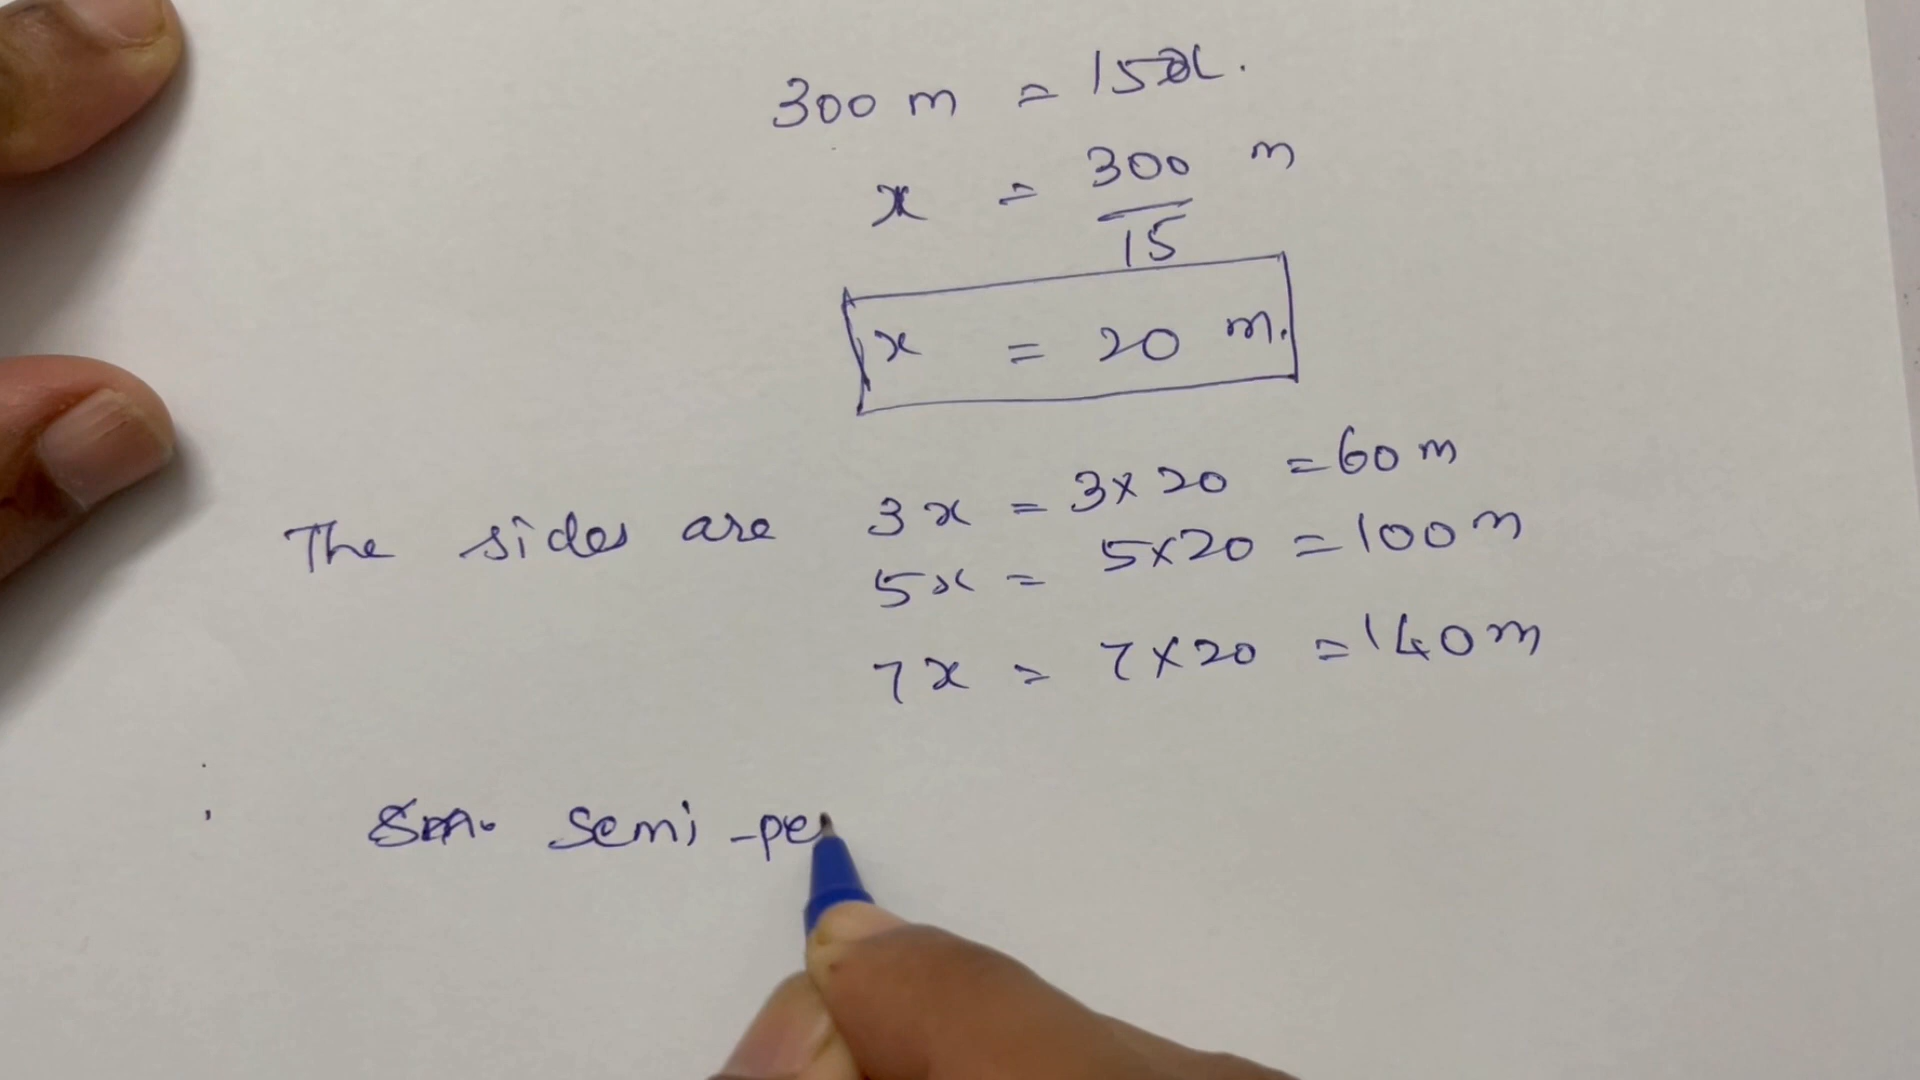 300 m = 15x.
x = 300/15 m
x = 20 m.
The sides are 3x = 3×20 = 60 m
5x = 5×20 = 100 m
7x = 7×20 = 140 m
semi-pe